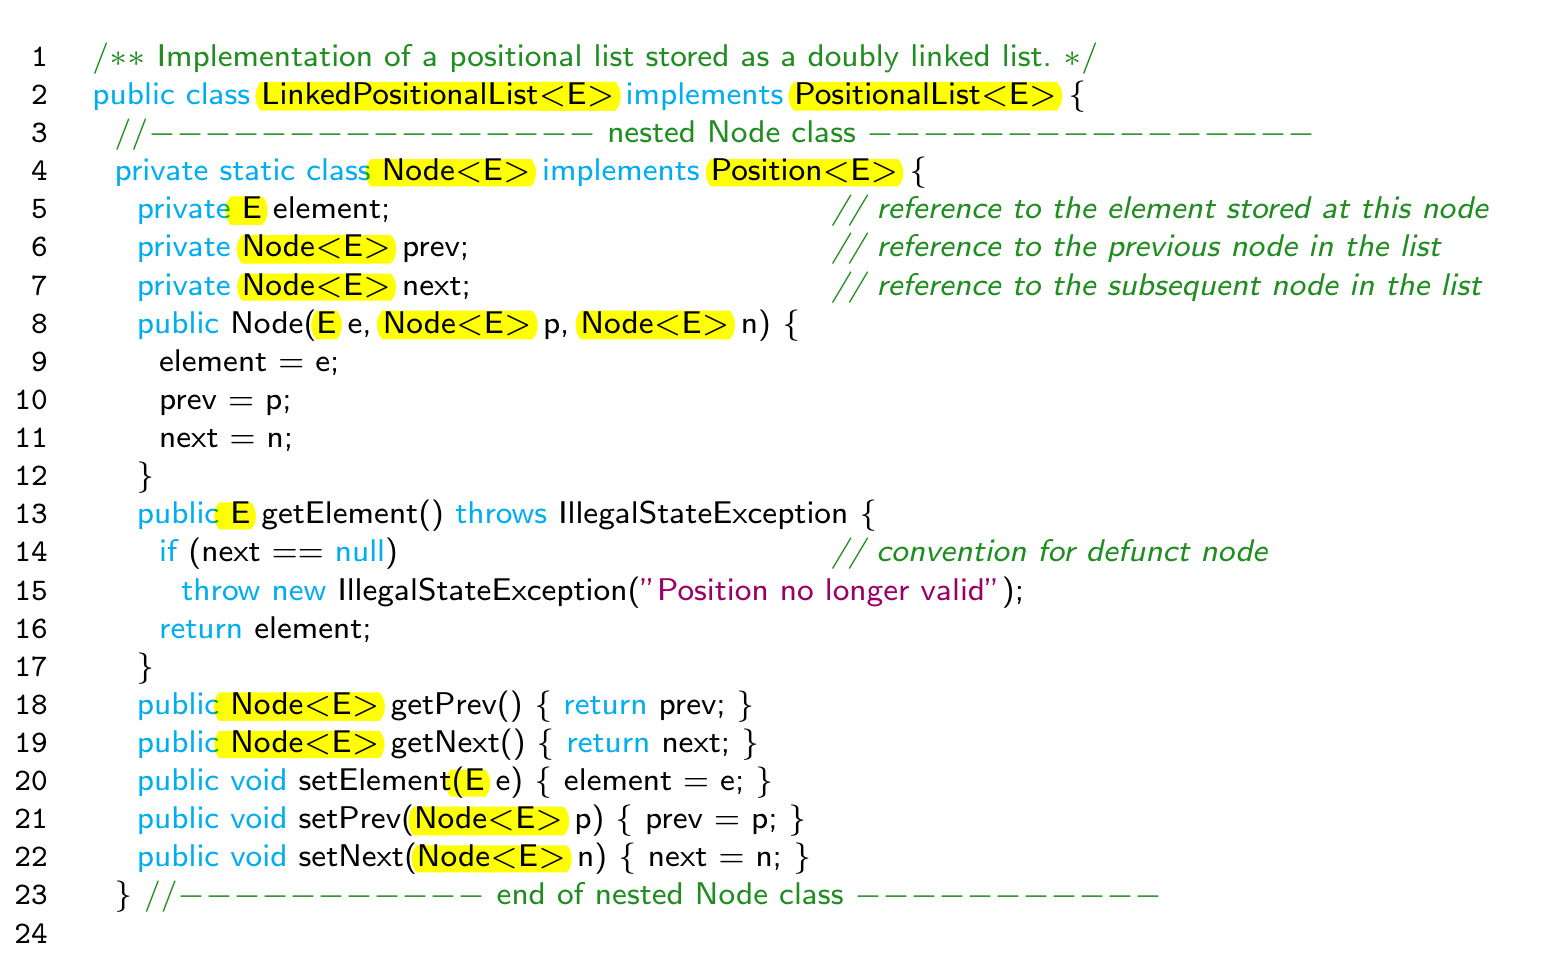 1 /** Implementation of a positional list stored as a doubly linked list. */
2 public class LinkedPositionalList<E> implements PositionalList<E> {
3 //−−−−−−−−−−−−−−−− nested Node class −−−−−−−−−−−−−−−−
4 private static class Node<E> implements Position<E> {
5 private E element; // reference to the element stored at this node
6 private Node<E> prev; // reference to the previous node in the list
7 private Node<E> next; // reference to the subsequent node in the list
8 public Node(E e, Node<E> p, Node<E> n) {
9 element = e;
10 prev = p;
11 next = n;
12 }
13 public E getElement() throws IllegalStateException {
14 if (next == null) // convention for defunct node
15 throw new IllegalStateException("Position no longer valid");
16 return element;
17 }
18 public Node<E> getPrev() { return prev; }
19 public Node<E> getNext() { return next; }
20 public void setElement(E e) { element = e; }
21 public void setPrev(Node<E> p) { prev = p; }
22 public void setNext(Node<E> n) { next = n; }
23 } //−−−−−−−−−−− end of nested Node class −−−−−−−−−−−
24